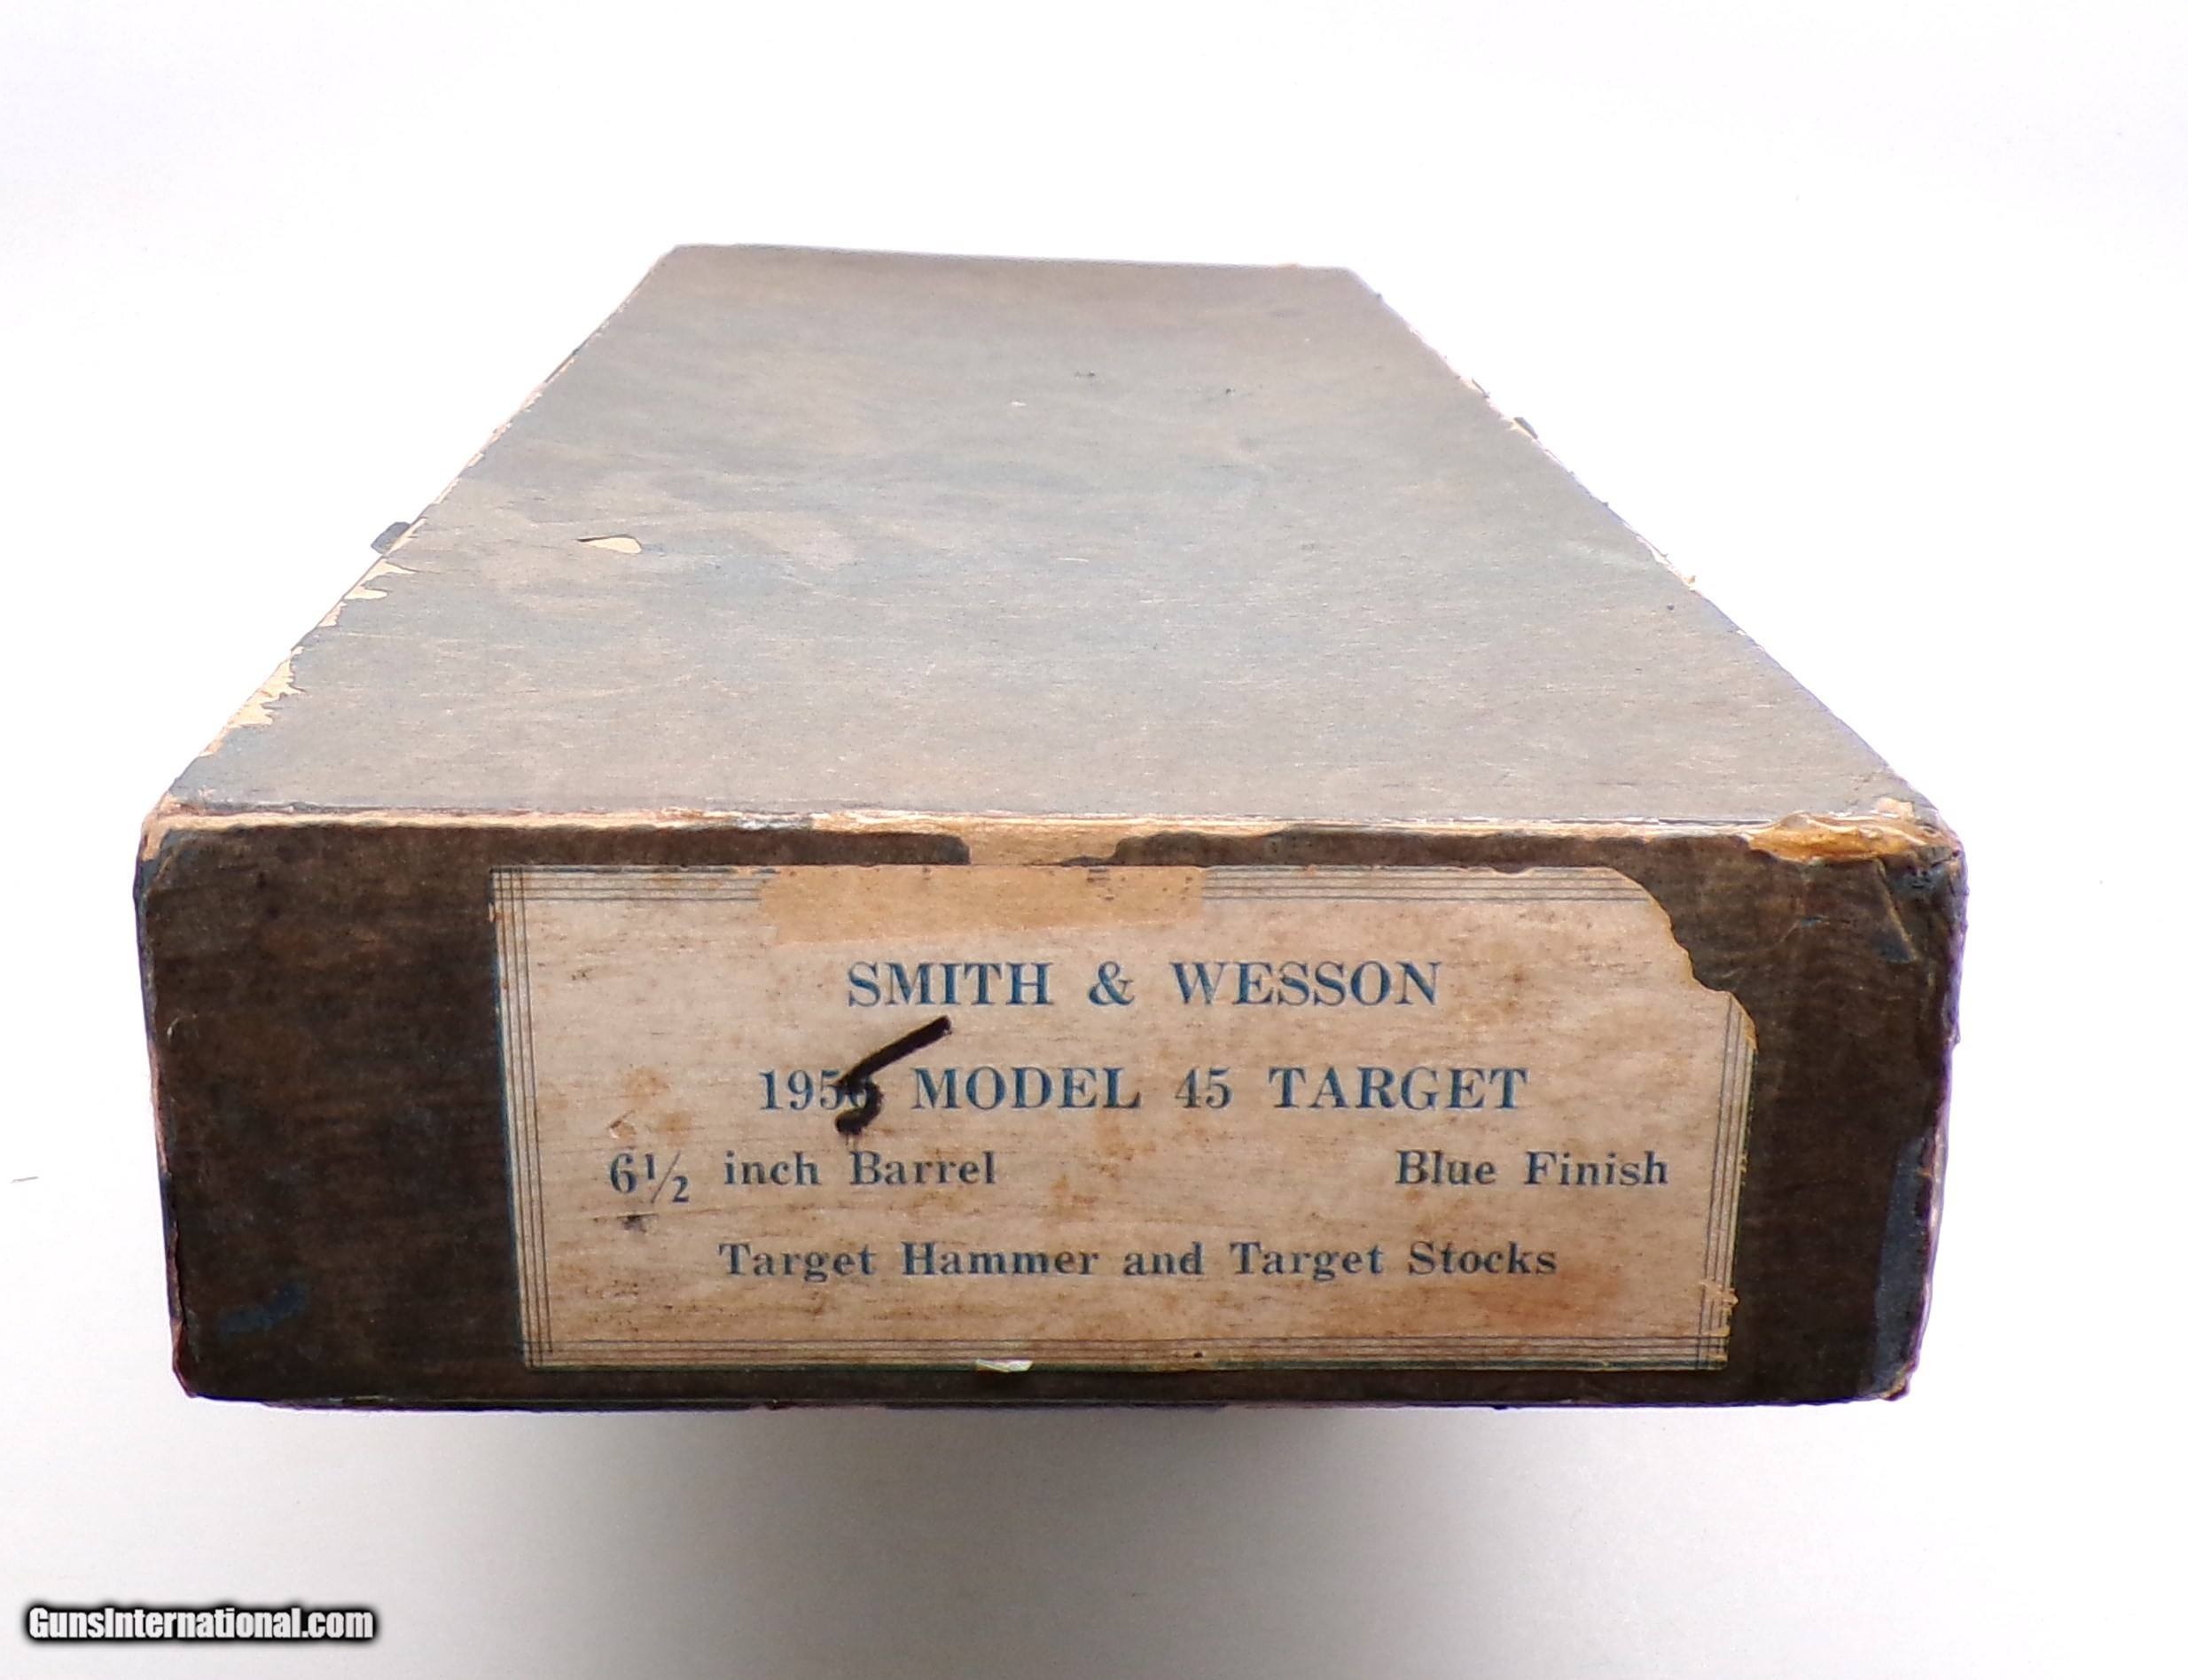 SMITH & WESSON
1955 MODEL 45 TARGET
6½ inch Barrel Blue Finish
Target Hammer and Target Stocks
GunsInternational.com